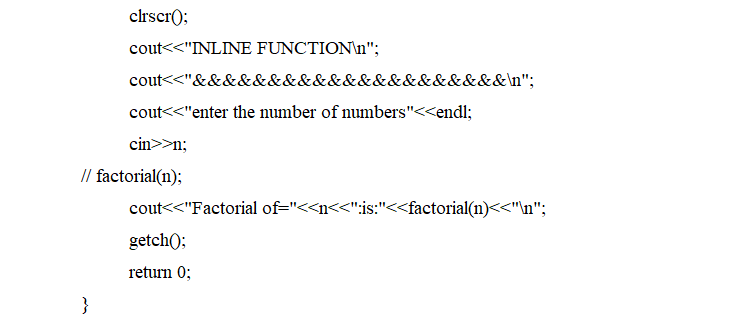 clrscr();
cout<<"INLINE FUNCTION\n";
cout<<"&&&&&&&&&&&&&&&&&&&&&\n";
cout<<"enter the number of numbers"<<endl;
cin>>n;
// factorial(n);
cout<<"Factorial of="<<n<<":is:"<<factorial(n)<<"\n";
getch();
return 0;
}